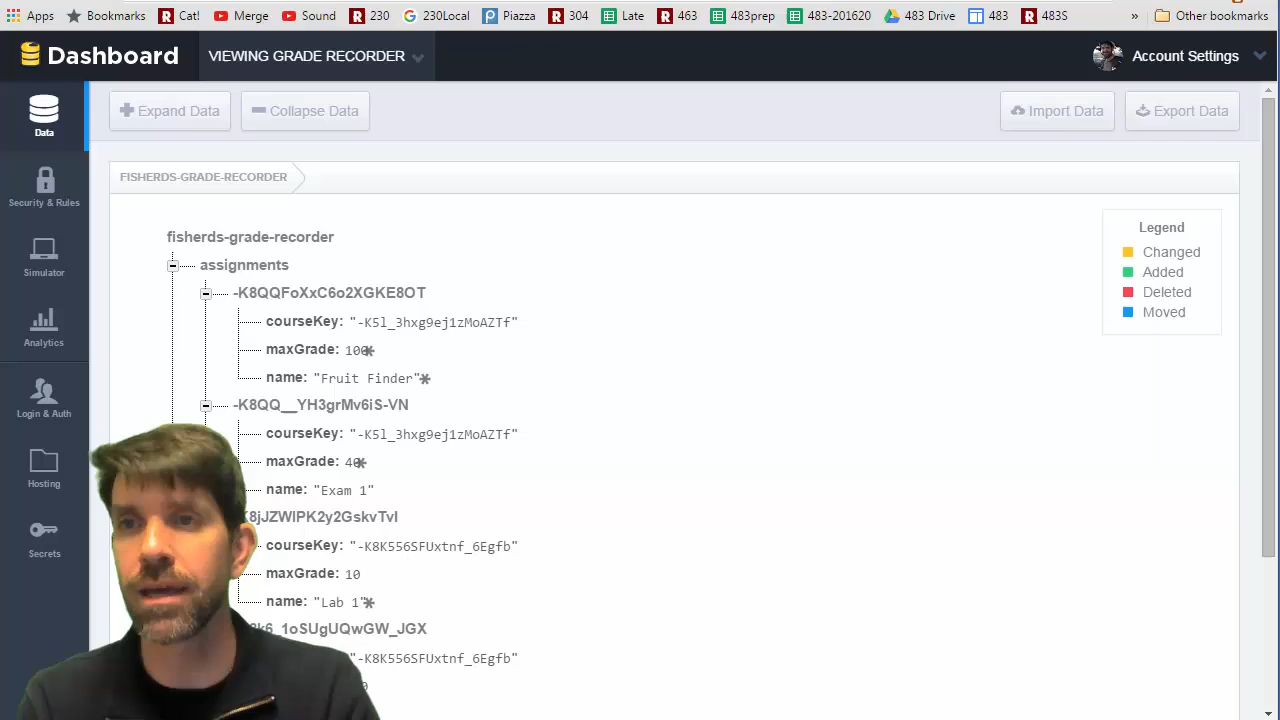 Apps Bookmarks Cat! Merge Sound 230 230Local Piazza 304 Late 463 483prep 483-201520 483 Drive 483 483S » Other bookmarks
Dashboard VIEWING GRADE RECORDER Account Settings
Expand Data Collapse Data Import Data Export Data
Data
Security & Rules
Simulator
Analytics
Login & Auth
Hosting
Secrets
FISHERDS-GRADE-RECORDER
fisherds-grade-recorder
assignments
-K8QQFoXxC6o2XGKE8OT
courseKey: "-K5l_3hxg9ej1zMoAZTf"
maxGrade: 100
name: "Fruit Finder"
-K8QQ__YH3grMv6iS-VN
courseKey: "-K5l_3hxg9ej1zMoAZTf"
maxGrade: 40
name: "Exam 1"
K8jJZWlPK2y2GskvTvI
courseKey: "-K8K556SFUxtnf_6Egfb"
maxGrade: 10
name: "Lab 1"
k6_1oSUgUQwGW_JGX
"-K8K556SFUxtnf_6Egfb"
Legend
Changed
Added
Deleted
Moved